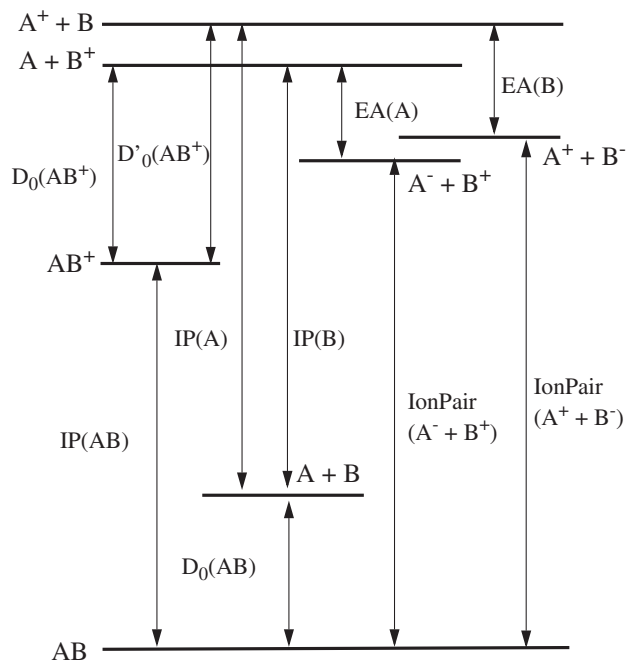 A⁺ + B
A + B⁺
EA(A)
EA(B)
D'₀(AB⁺)
D₀(AB⁺)
A⁺ + B⁻
A⁻ + B⁺
AB⁺
IP(A)
IP(B)
IonPair
(A⁻ + B⁺)
IonPair
(A⁺ + B⁻)
IP(AB)
A + B
D₀(AB)
AB